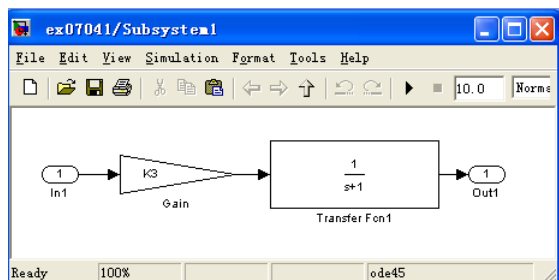 ex07041/Subsystem1
File Edit View Simulation Format Tools Help
10.0 Norma
1 K3 1 1
s+1
In1 Gain Transfer Fcn1 Out1
Ready 100% ode45